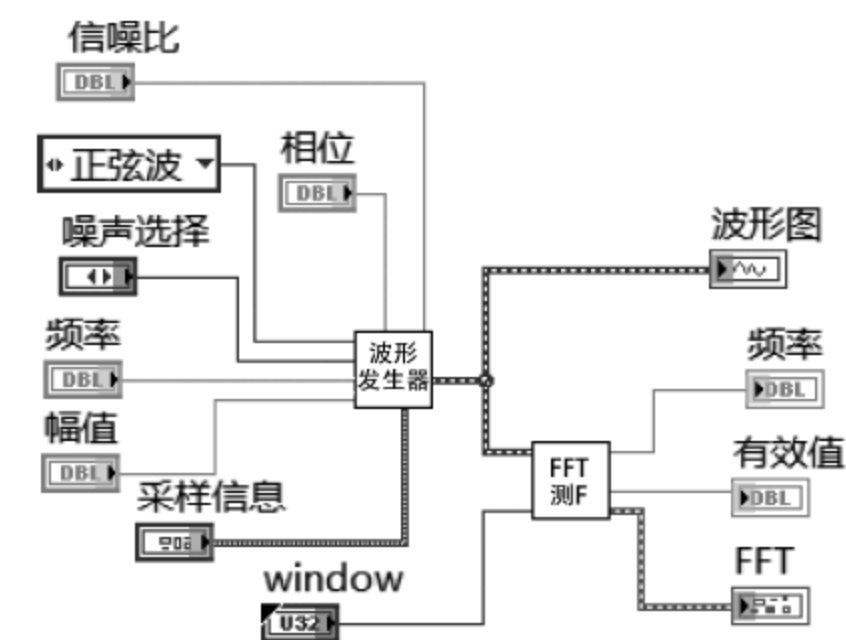 信噪比
DBL
正弦波
相位
DBL
噪声选择
波形图
频率
DBL
波形
发生器
频率
DBL
幅值
DBL
FFT
测F
有效值
DBL
采样信息
window
U32
FFT